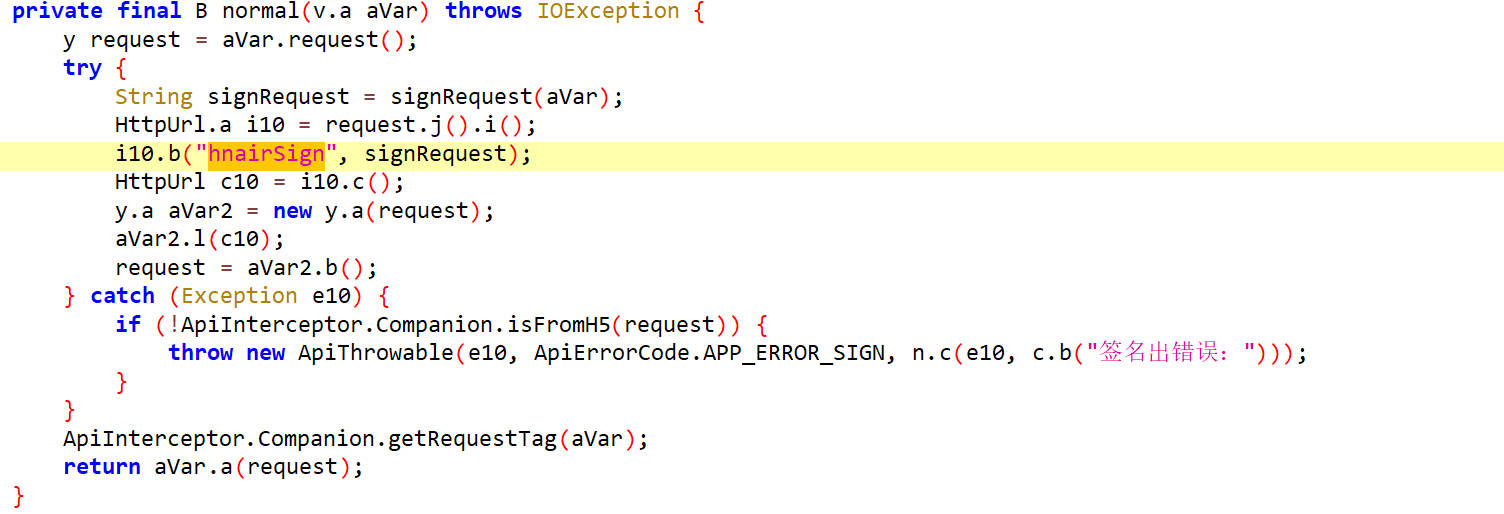 private final B normal(v.a aVar) throws IOException {
    y request = aVar.request();
    try {
        String signRequest = signRequest(aVar);
        HttpUrl.a i10 = request.j().i();
        i10.b("hnairSign", signRequest);
        HttpUrl c10 = i10.c();
        y.a aVar2 = new y.a(request);
        aVar2.l(c10);
        request = aVar2.b();
    } catch (Exception e10) {
        if (!ApiInterceptor.Companion.isFromH5(request)) {
            throw new ApiThrowable(e10, ApiErrorCode.APP_ERROR_SIGN, n.c(e10, c.b("签名出错误：")));
        }
    }
    ApiInterceptor.Companion.getRequestTag(aVar);
    return aVar.a(request);
}